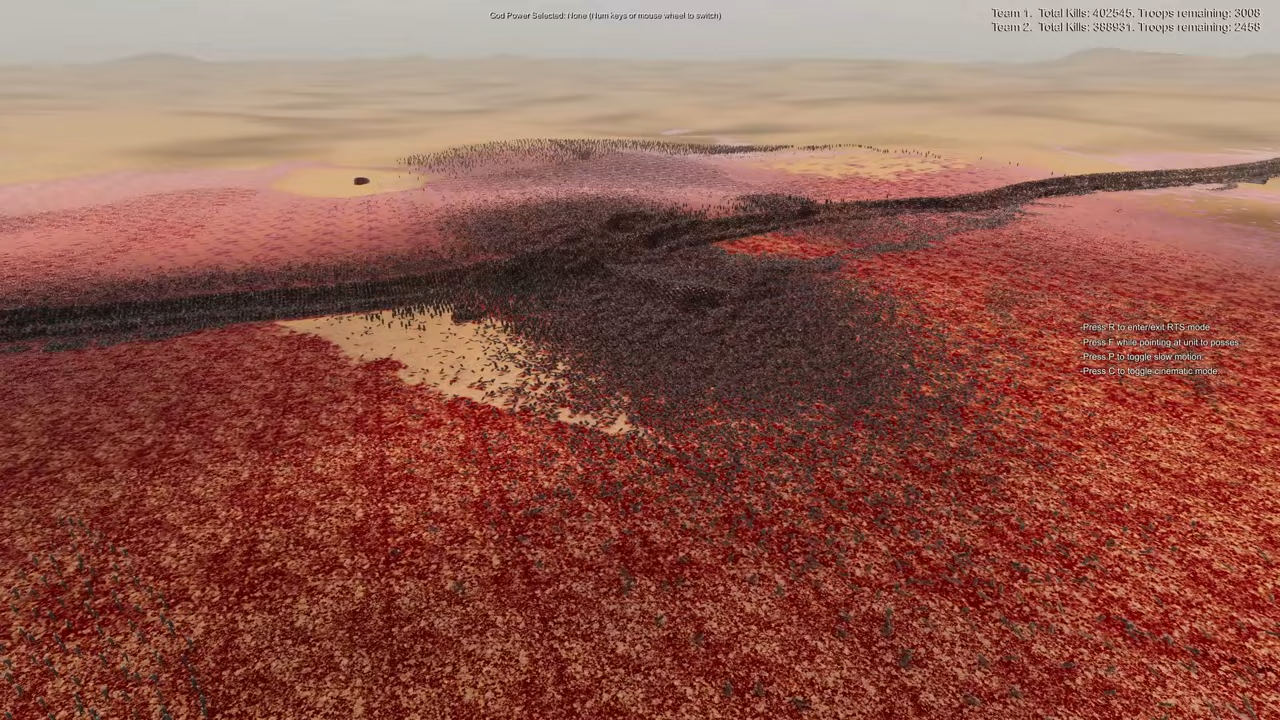 God Power Selected: None (Num keys or mouse wheel to switch)
Team 1. Total Kills: 402545. Troops remaining: 3008
Team 2. Total Kills: 388931. Troops remaining: 2456
-Press R to enter/exit RTS mode
-Press F while pointing at unit to posses
-Press P to toggle slow motion.
-Press C to toggle cinematic mode.